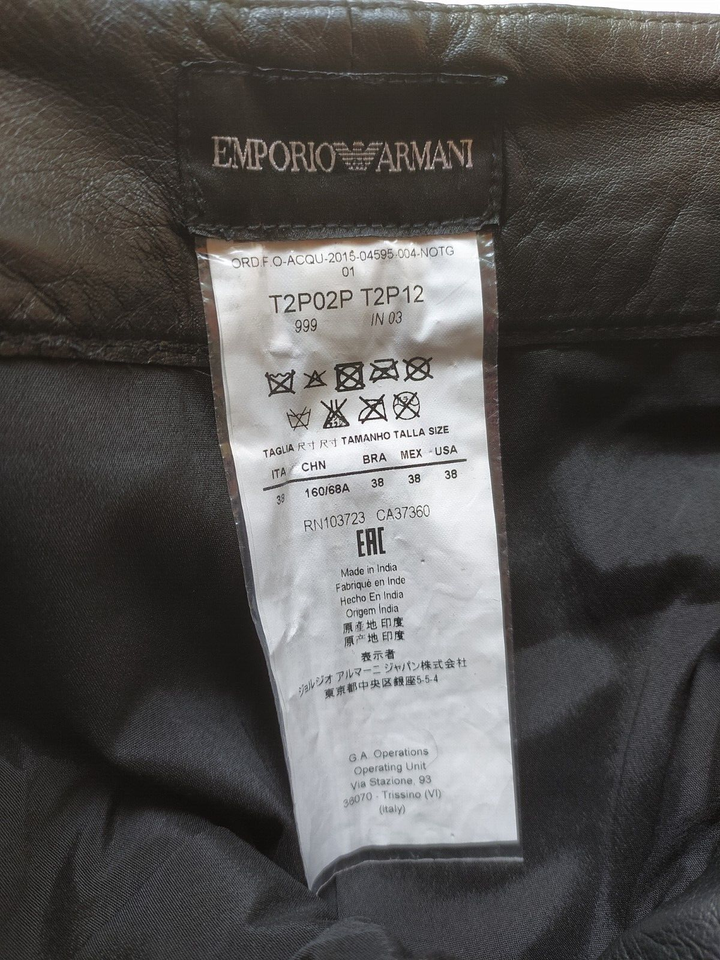 EMPORIO ARMANI
ORD.F.O-ACQU-2015-04595-004-NOTG
01
T2P02P T2P12
999 IN 03
TAGLIA 尺寸 尺寸 TAMANHO TALLA SIZE
ITA CHN BRA MEX USA
38 160/68A 38 38 38
RN103723 CA37360
EAC
Made in India
Fabriqué en Inde
Hecho En India
Origem Índia
原産地 印度
原产地 印度
表示者
ジョルジオ アルマーニ ジャパン株式会社
東京都中央区銀座5-5-4
G.A. Operations
Operating Unit
Via Stazione, 93
36070 - Trissino (VI)
(Italy)